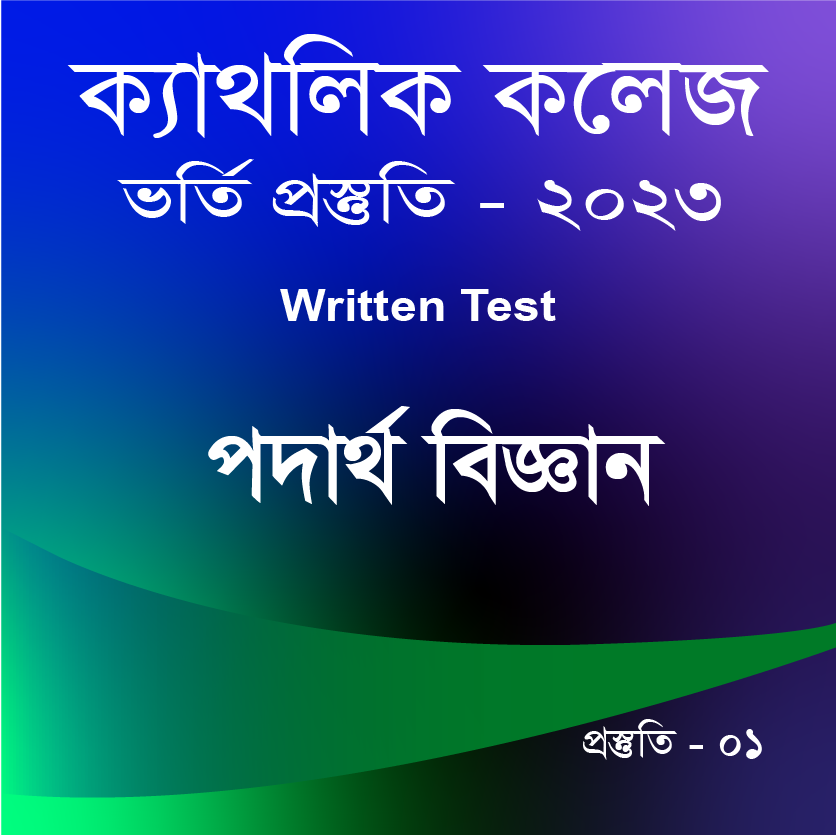 ক্যাথলিক কলেজ
ভর্তি প্রস্তুতি - ২০২৩
Written Test
পদার্থ বিজ্ঞান
প্রস্তুতি - ০১